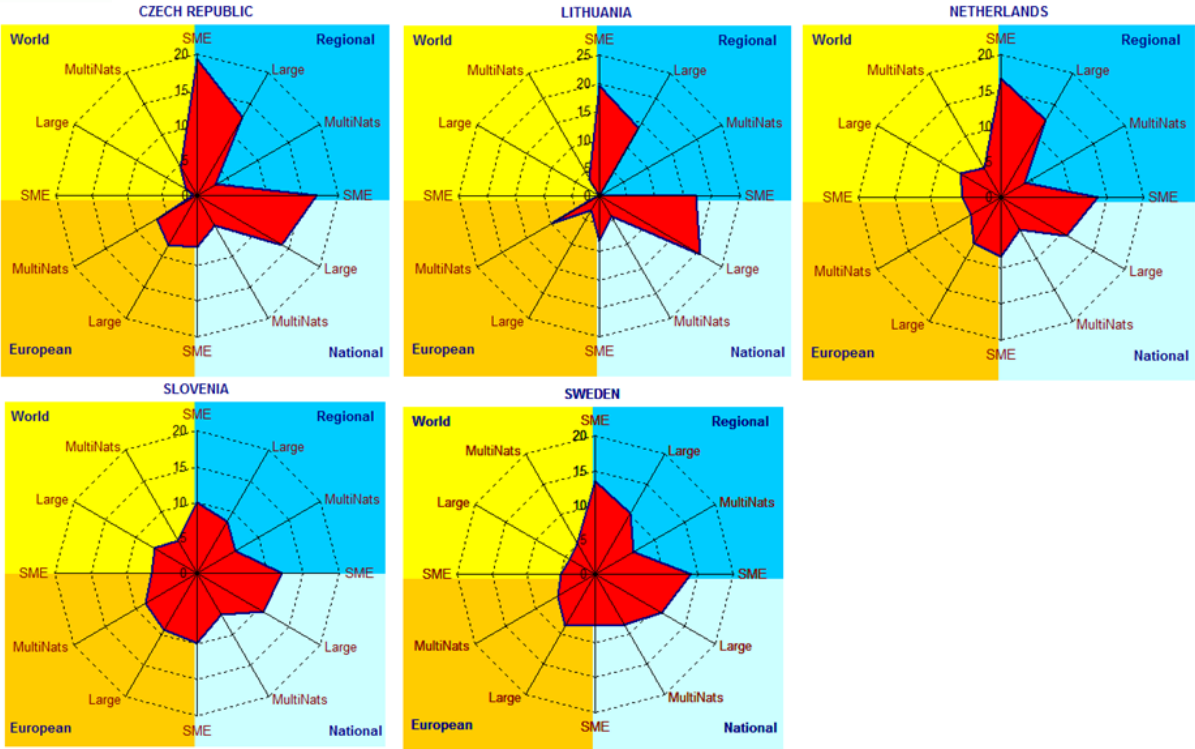 CZECH REPUBLIC
World
Regional
SME
20
15
10
5
0
Large
MultiNats
SME
Large
MultiNats
SME
Large
MultiNats
SME
Large
MultiNats
European
National
LITHUANIA
World
Regional
SME
25
20
15
10
5
0
Large
MultiNats
SME
Large
MultiNats
SME
Large
MultiNats
SME
Large
MultiNats
European
National
NETHERLANDS
World
Regional
SME
20
15
10
5
0
Large
MultiNats
SME
Large
MultiNats
SME
Large
MultiNats
SME
Large
MultiNats
European
National
SLOVENIA
World
Regional
SME
20
15
10
5
0
Large
MultiNats
SME
Large
MultiNats
SME
Large
MultiNats
SME
Large
MultiNats
European
National
SWEDEN
World
Regional
SME
20
15
10
5
0
Large
MultiNats
SME
Large
MultiNats
SME
Large
MultiNats
SME
Large
MultiNats
European
National